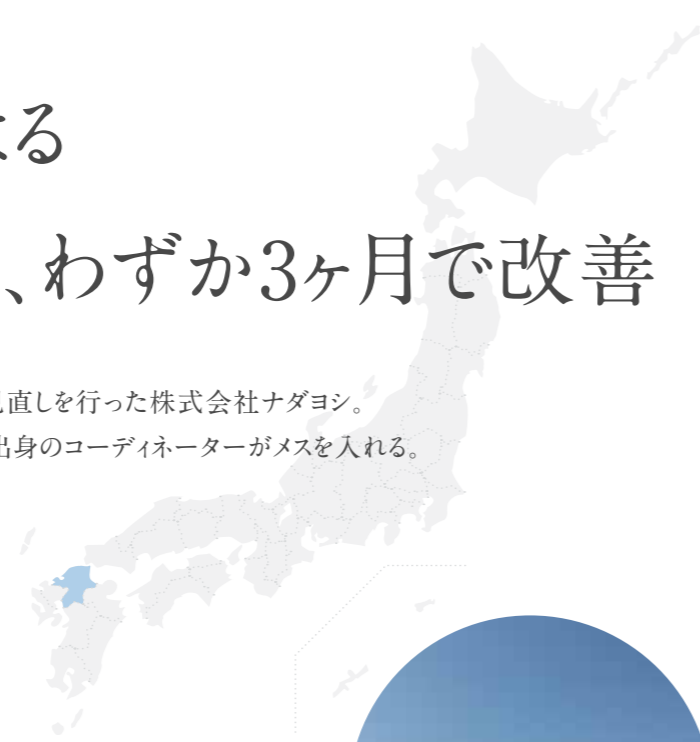 る
、わずか3ヶ月で改善
直しを行った株式会社ナダヨシ。
出身のコーディネーターがメスを入れる。